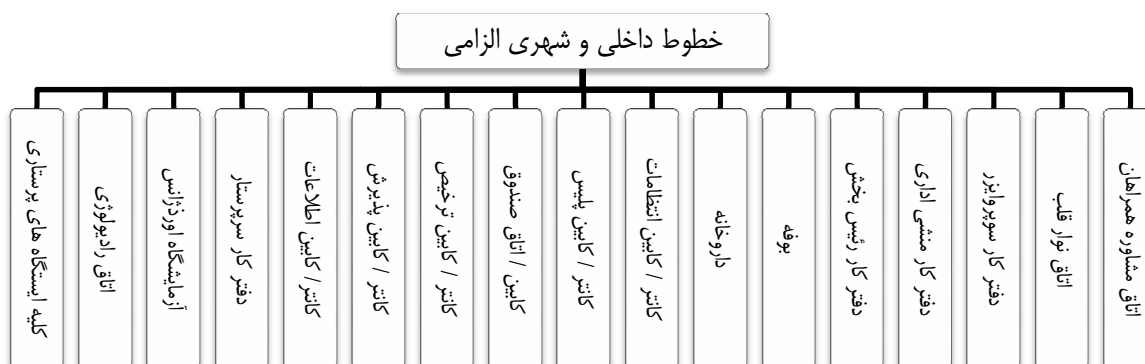 خطوط داخلی و شهری الزامی
اتاق مشاوره همراهان
اتاق نوار قلب
دفتر کار سوپروایزر
دفتر کار منشی اداری
دفتر کار رئیس بخش
بوفه
داروخانه
کانتر / کابین انتظامات
کانتر / کابین پلیس
کابین / اتاق صندوق
کانتر / کابین ترخیص
کانتر / کابین پذیرش
کانتر / کابین اطلاعات
دفتر کار سرپرستار
آزمایشگاه اورژانس
اتاق رادیولوژی
کلیه ایستگاه های پرستاری